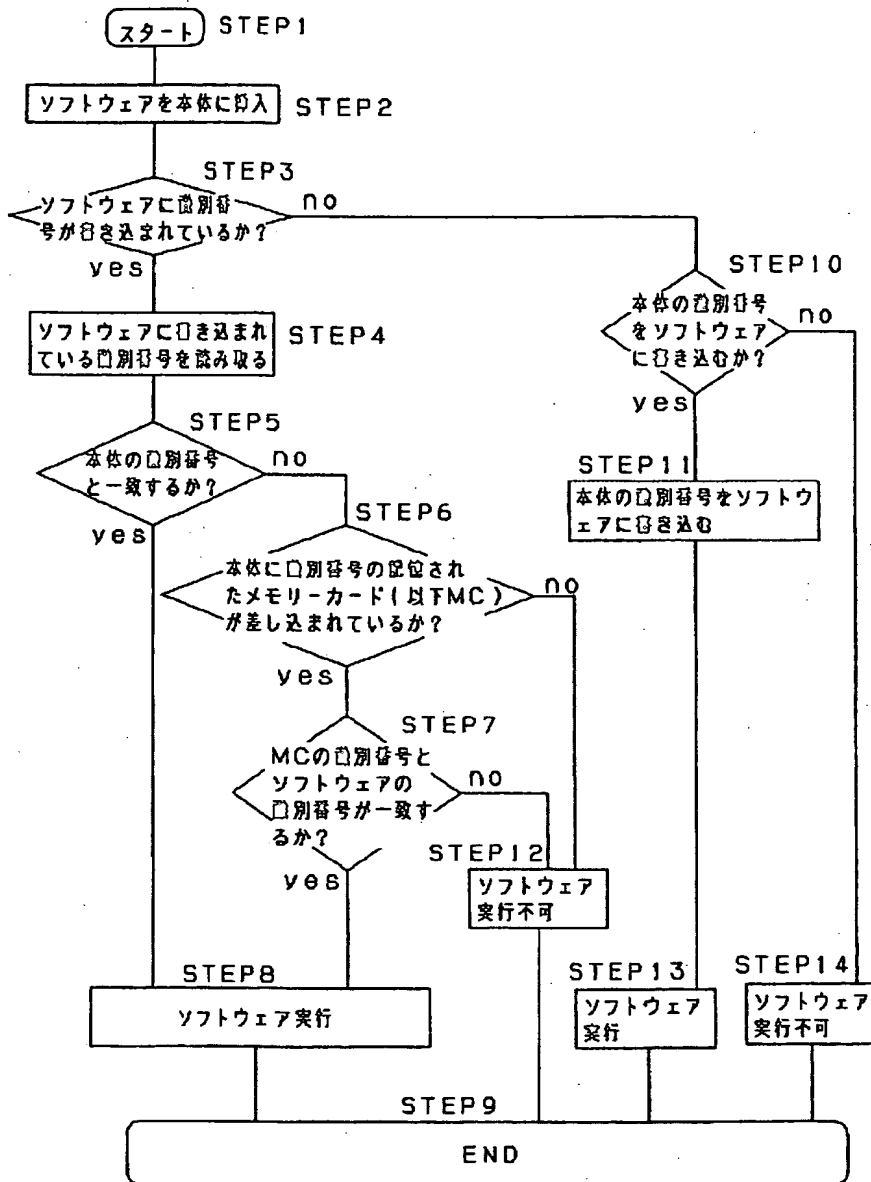 スタート
STEP1
ソフトウェアを本体に挿入
STEP2
STEP3
ソフトウェアに識別番
号が書き込まれているか?
no
yes
STEP10
本体の識別番号
をソフトウェア
に書き込むか?
no
yes
ソフトウェアに書き込まれ
ている識別番号を読み取る
STEP4
STEP5
本体の識別番号
と一致するか?
no
yes
STEP11
本体の識別番号をソフトウ
ェアに書き込む
STEP6
本体に識別番号の記憶され
たメモリーカード(以下MC)
が差し込まれているか?
no
yes
STEP7
MCの識別番号と
ソフトウェアの
識別番号が一致す
るか?
no
yes
STEP12
ソフトウェア
実行不可
STEP8
ソフトウェア実行
STEP13
ソフトウェア
実行
STEP14
ソフトウェア
実行不可
STEP9
END